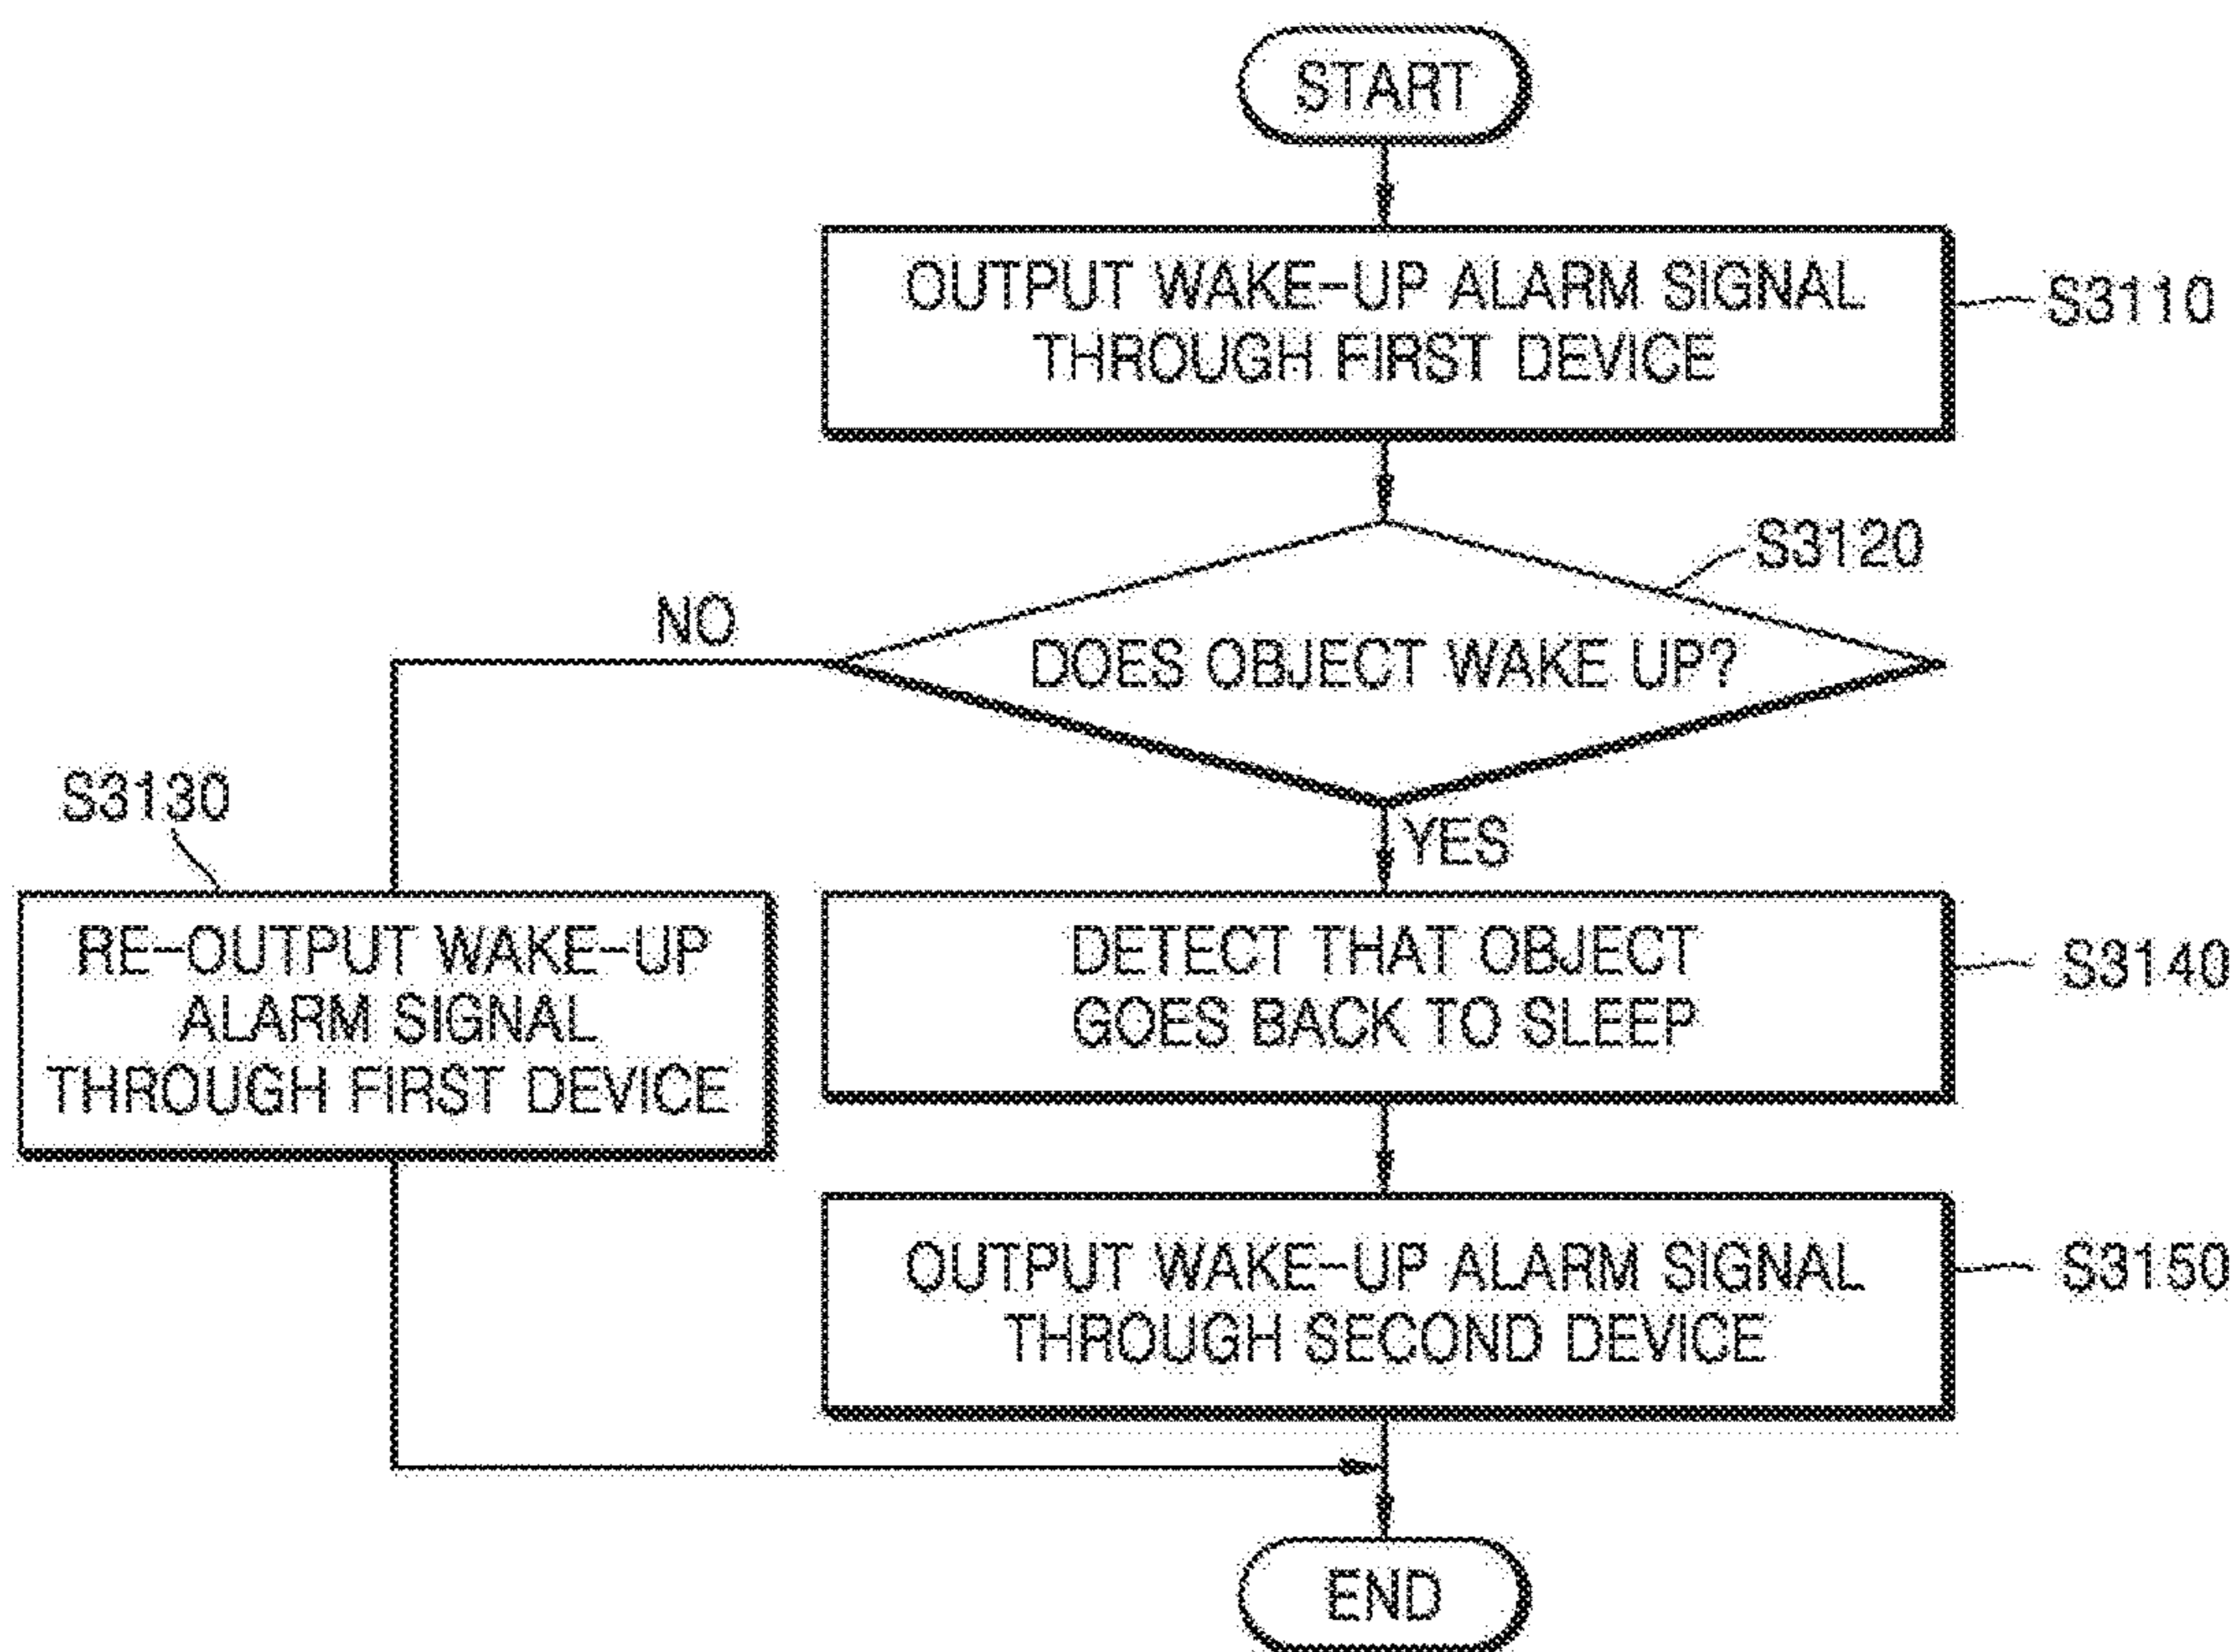 START
OUTPUT WAKE-UP ALARM SIGNAL
THROUGH FIRST DEVICE
S3110
S3120
DOES OBJECT WAKE UP?
NO
YES
S3130
RE-OUTPUT WAKE-UP
ALARM SIGNAL
THROUGH FIRST DEVICE
DETECT THAT OBJECT
GOES BACK TO SLEEP
S3140
OUTPUT WAKE-UP ALARM SIGNAL
THROUGH SECOND DEVICE
S3150
END